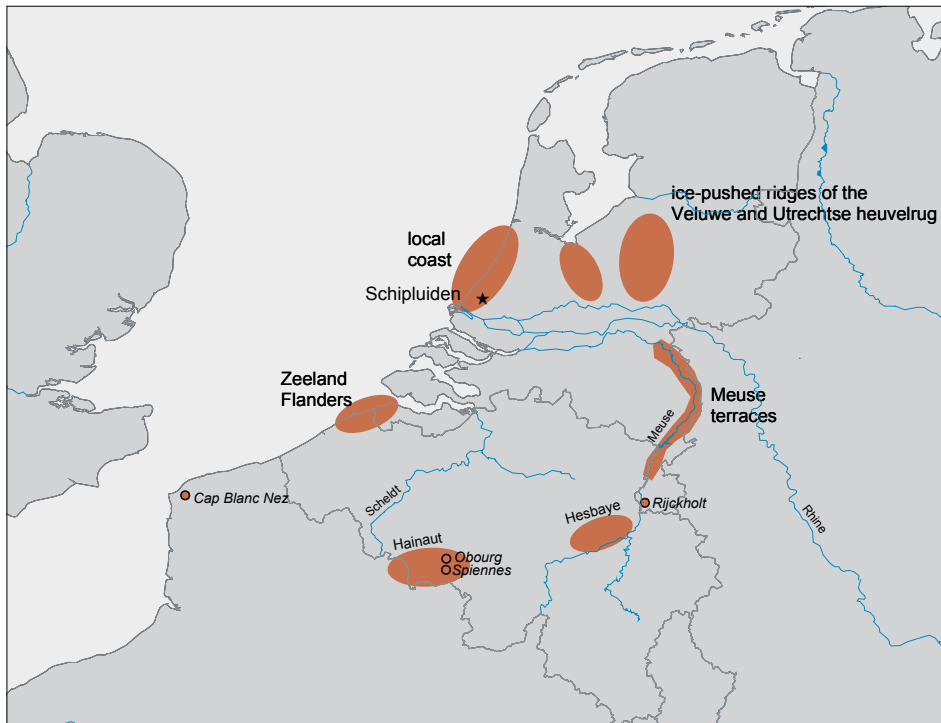 ice-pushed ridges of the
Veluwe and Utrechtse heuvelrug
local
coast
Schipluiden
Zeeland
Flanders
Meuse
terraces
Meuse
Cap Blanc Nez
Scheldt
Rijckholt
Hesbaye
Rhine
Hainaut
Obourg
Spiennes